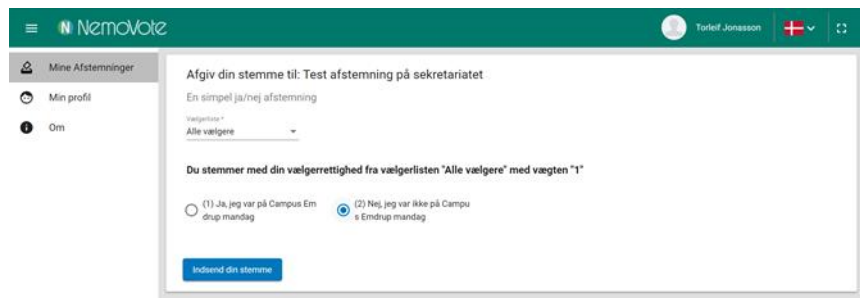 NemoVote
Torleif Jonasson
Mine Afstemninger
Min profil
Om
Afgiv din stemme til: Test afstemning på sekretariatet
En simpel ja/nej afstemning
Vælgerliste *
Alle vælgere
Du stemmer med din vælgerrettighed fra vælgerlisten "Alle vælgere" med vægten "1"
(1) Ja, jeg var på Campus Em
drup mandag
(2) Nej, jeg var ikke på Campu
s Emdrup mandag
Indsend din stemme